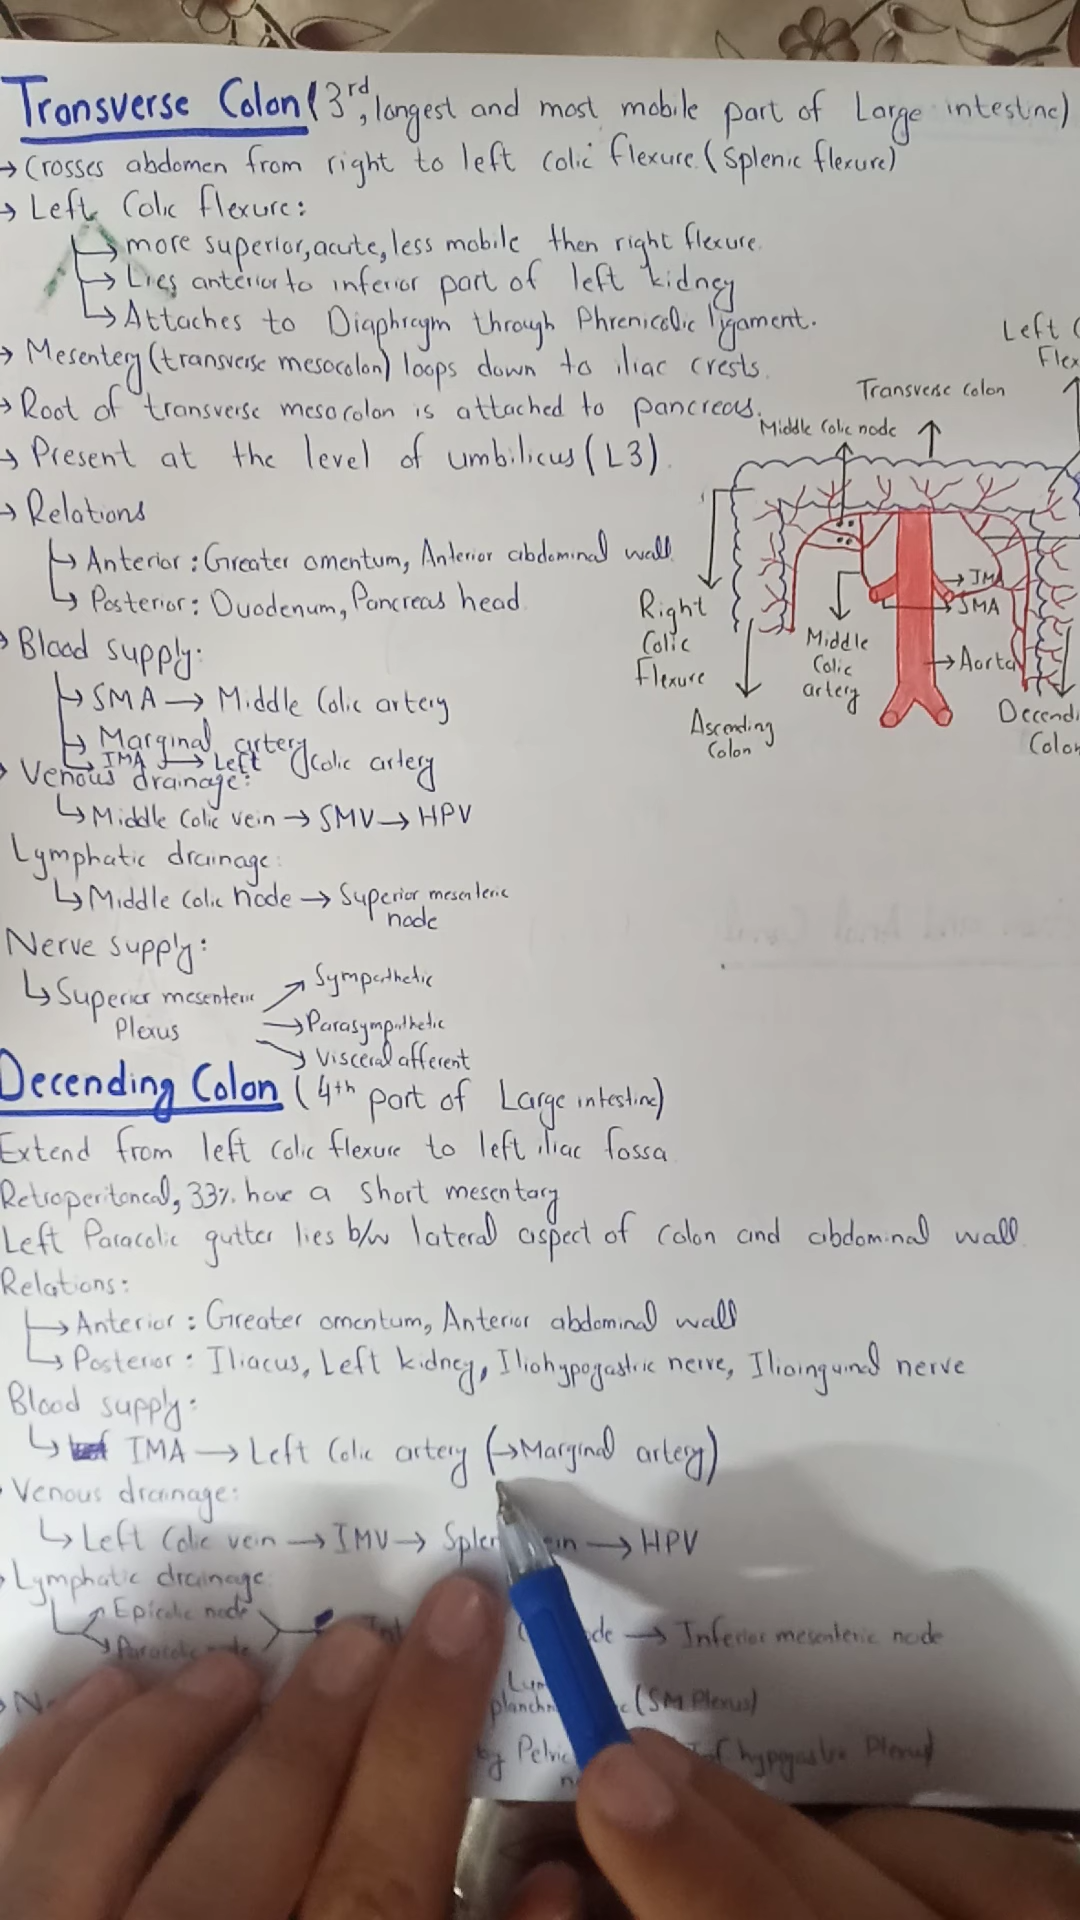 Transverse Colon (3rd, longest and most mobile part of Large intestine)
→ Crosses abdomen from right to left colic flexure (Splenic flexure)
→ Left Colic flexure:
→ more superior, acute, less mobile then right flexure.
→ Lies anterior to inferior part of left kidney
→ Attaches to Diaphragm through Phrenicolic ligament.
→ Mesentery (transverse mesocolon) loops down to iliac crests.
→ Root of transverse mesocolon is attached to pancreas.
→ Present at the level of umbilicus (L3)
→ Relations
→ Anterior: Greater omentum, Anterior abdominal wall
→ Posterior: Duodenum, Pancreas head
→ Blood supply:
→ SMA → Middle Colic artery
→ Marginal artery
→ IMA → Left Colic artery
→ Venous drainage:
→ Middle Colic vein → SMV → HPV
Lymphatic drainage:
→ Middle Colic node → Superior mesenteric
node
Nerve supply:
→ Superior mesenteric
Plexus
→ Sympathetic
→ Parasympathetic
→ Visceral afferent
Left
Flex
Transverse colon
Middle Colic node
Right
Colic
Flexure
Ascending
Colon
Middle
Colic
artery
→ IMA
SMA
→ Aorta
Decendi
Colon
Decending Colon (4th part of Large intestine)
Extend from left colic flexure to left iliac fossa
Retroperitoneal, 33% have a short mesentary
Left Paracolic gutter lies b/w lateral aspect of colon and abdominal wall
Relations:
→ Anterior: Greater omentum, Anterior abdominal wall
→ Posterior: Iliacus, Left kidney, Iliohypogastric nerve, Ilioinguinal nerve
Blood supply:
→ IMA → Left Colic artery (→ Marginal artery)
Venous drainage:
→ Left Colic vein → IMV → → HPV
Lymphatic drainage:
→ Epicolic node
→ Paracolic node
→ Inferior mesenteric node
(SM Plexus)
by Pelvic of hypogastric Plexus